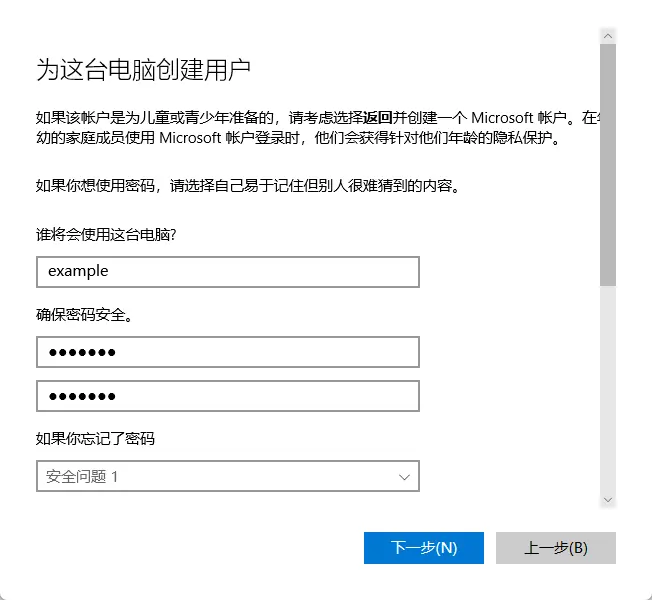 为这台电脑创建用户
如果该帐户是为儿童或青少年准备的，请考虑选择返回并创建一个 Microsoft 帐户。在
幼的家庭成员使用 Microsoft 帐户登录时，他们会获得针对他们年龄的隐私保护。
如果你想使用密码，请选择自己易于记住但别人很难猜到的内容。
谁将会使用这台电脑?
example
确保密码安全。
●●●●●●●
●●●●●●●
如果你忘记了密码
安全问题 1
下一步(N) 上一步(B)